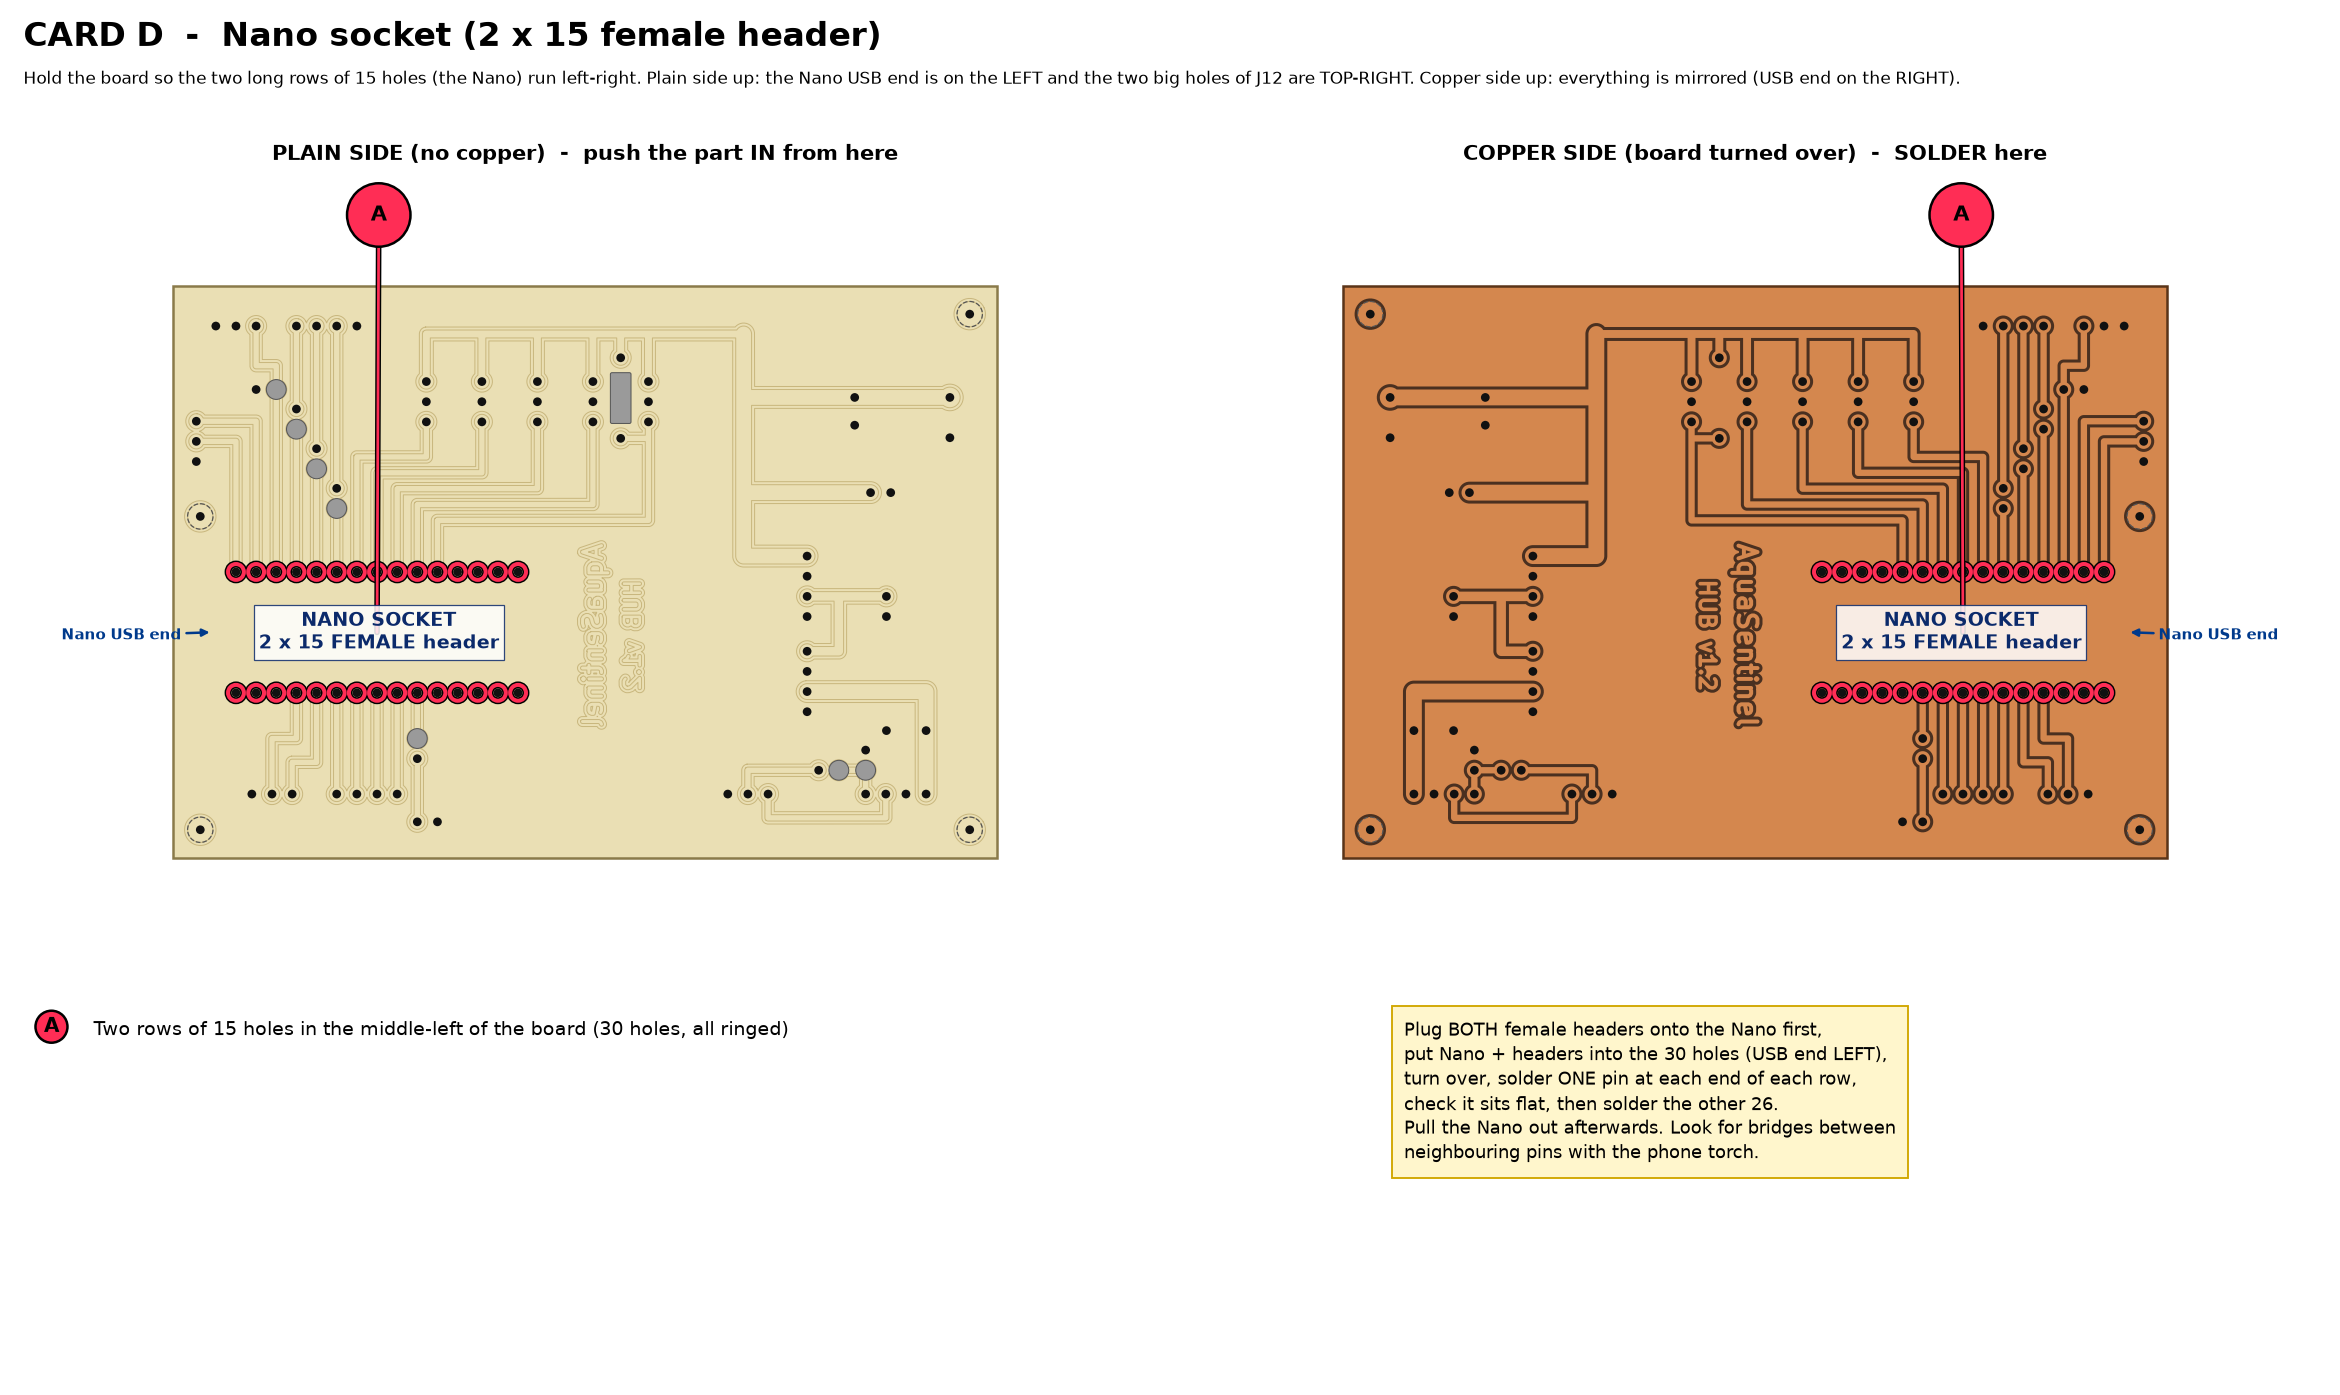 CARD D  -  Nano socket (2 x 15 female header)
Hold the board so the two long rows of 15 holes (the Nano) run left-right. Plain side up: the Nano USB end is on the LEFT and the two big holes of J12 are TOP-RIGHT. Copper side up: everything is mirrored (USB end on the RIGHT).
PLAIN SIDE (no copper)  -  push the part IN from here
COPPER SIDE (board turned over)  -  SOLDER here
A
A
AquaSentinel
HUB v1.2
AquaSentinel
HUB v1.2
NANO SOCKET
2 x 15 FEMALE header
Nano USB end
NANO SOCKET
2 x 15 FEMALE header
Nano USB end
A
Two rows of 15 holes in the middle-left of the board (30 holes, all ringed)
Plug BOTH female headers onto the Nano first,
put Nano + headers into the 30 holes (USB end LEFT),
turn over, solder ONE pin at each end of each row,
check it sits flat, then solder the other 26.
Pull the Nano out afterwards. Look for bridges between
neighbouring pins with the phone torch.